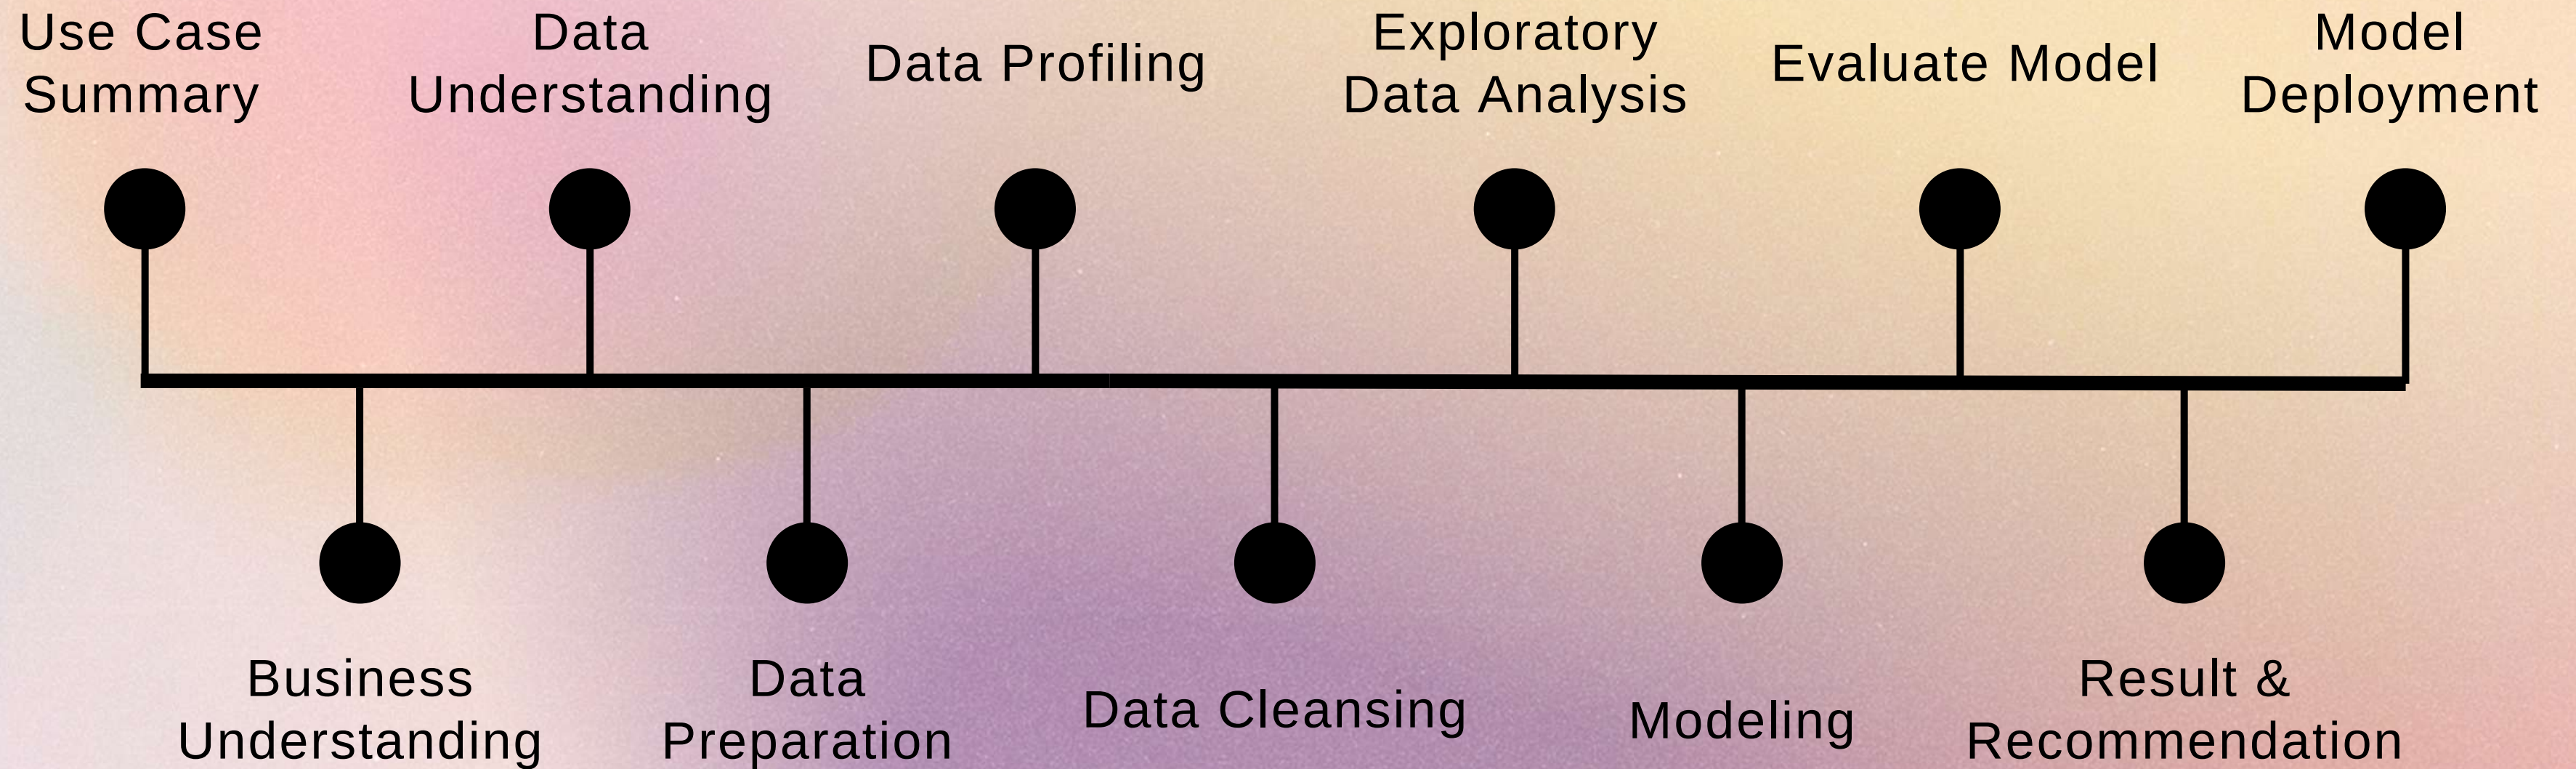 Use Case
Summary
Data
Understanding
Data Profiling
Exploratory
Data Analysis
Evaluate Model
Model
Deployment
Business
Understanding
Data
Preparation
Data Cleansing
Modeling
Result &
Recommendation